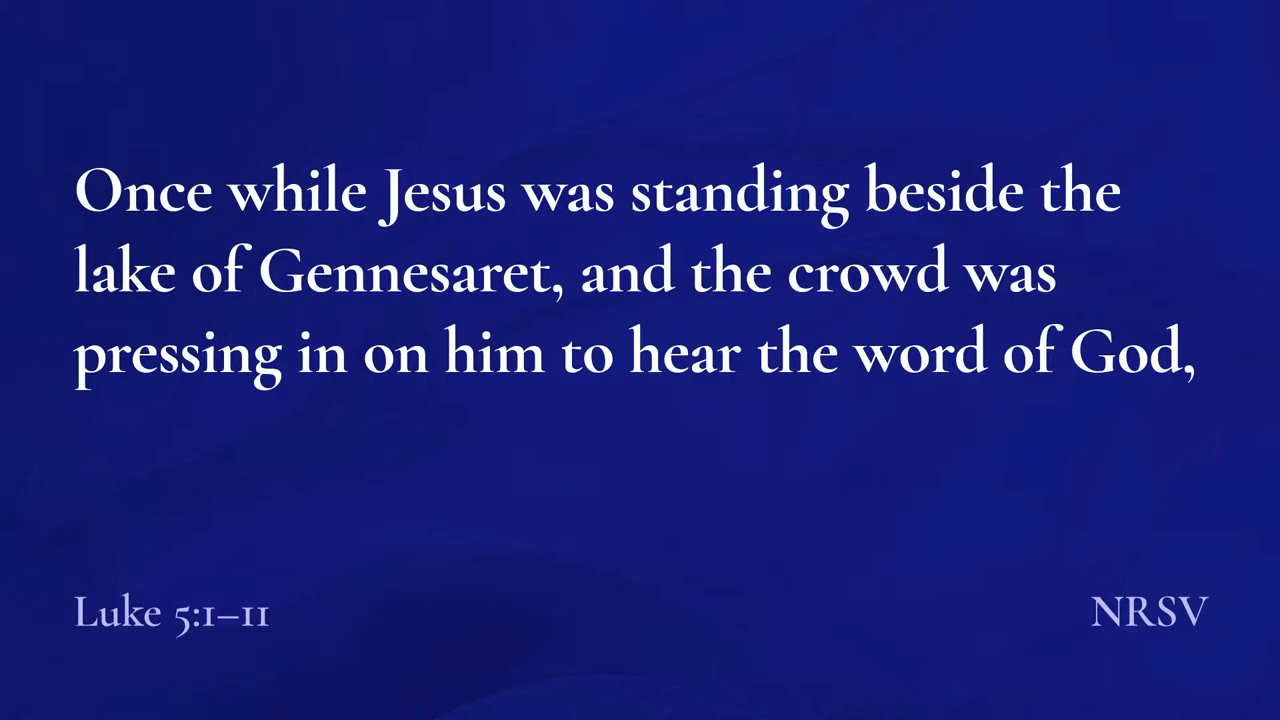 Once while Jesus was standing beside the
lake of Gennesaret, and the crowd was
pressing in on him to hear the word of God,
Luke 5:1–11
NRSV